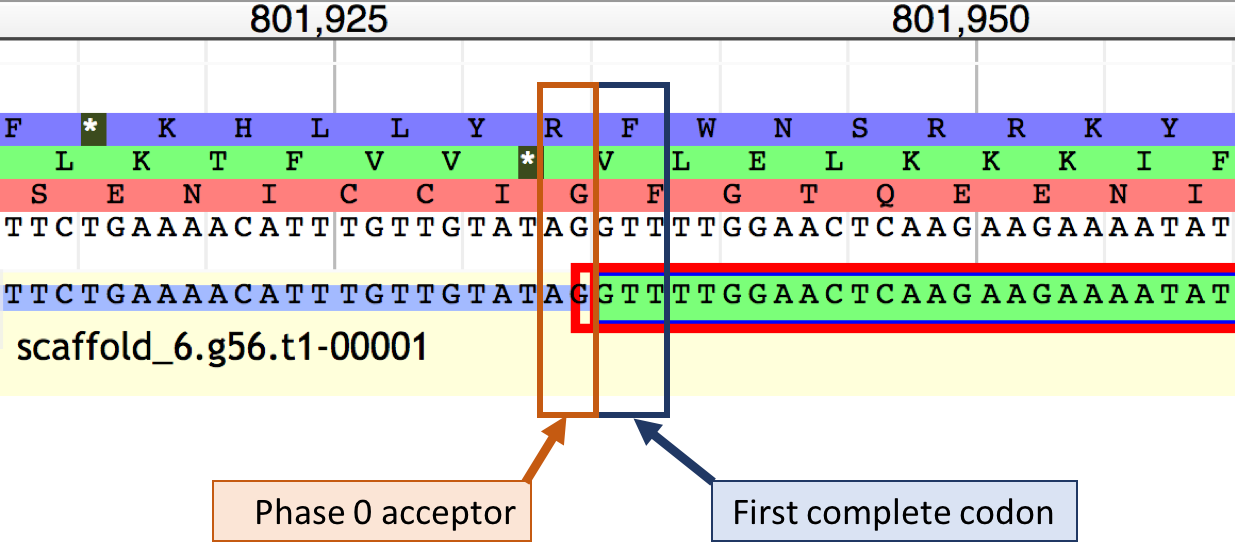 801,925 801,950
F * K H L L Y R F W N S R R K Y
L K T F V V * V L E L K K K I F
S E N I C C I G F G T Q E E N I
TTCTGAAAACATTTGTTGTATAGGTTTTGGAACTCAAGAAGAAAATAT
TTCTGAAAACATTTGTTGTATAGGTTTTGGAACTCAAGAAGAAAATAT
scaffold_6.g56.t1-00001
Phase 0 acceptor
First complete codon